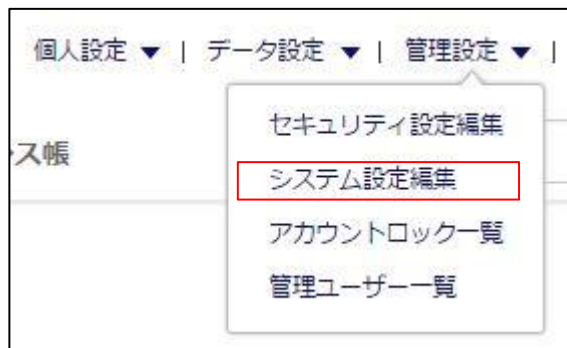 個人設定 ▼ | データ設定 ▼ | 管理設定 ▼ |
セキュリティ設定編集
ス帳
システム設定編集
アカウントロック一覧
管理ユーザー一覧